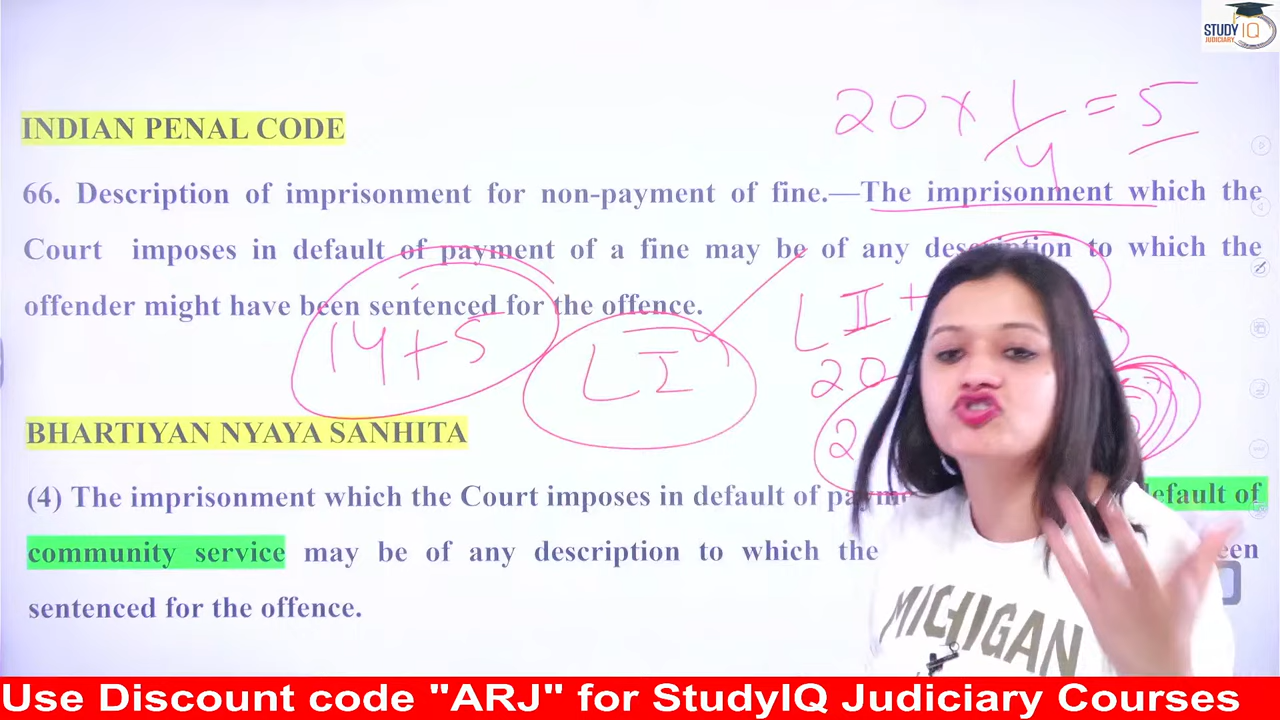 STUDY IQ
JUDICIARY
20 × 1/4 = 5
INDIAN PENAL CODE
66. Description of imprisonment for non-payment of fine.—The imprisonment which the
Court imposes in default of payment of a fine may be of any description to which the
offender might have been sentenced for the offence.
LI +
14 + 5
LI
20
2
BHARTIYAN NYAYA SANHITA
(4) The imprisonment which the Court imposes in default of default of
community service may be of any description to which the
sentenced for the offence.
MICHIGAN
Use Discount code "ARJ" for StudyIQ Judiciary Courses